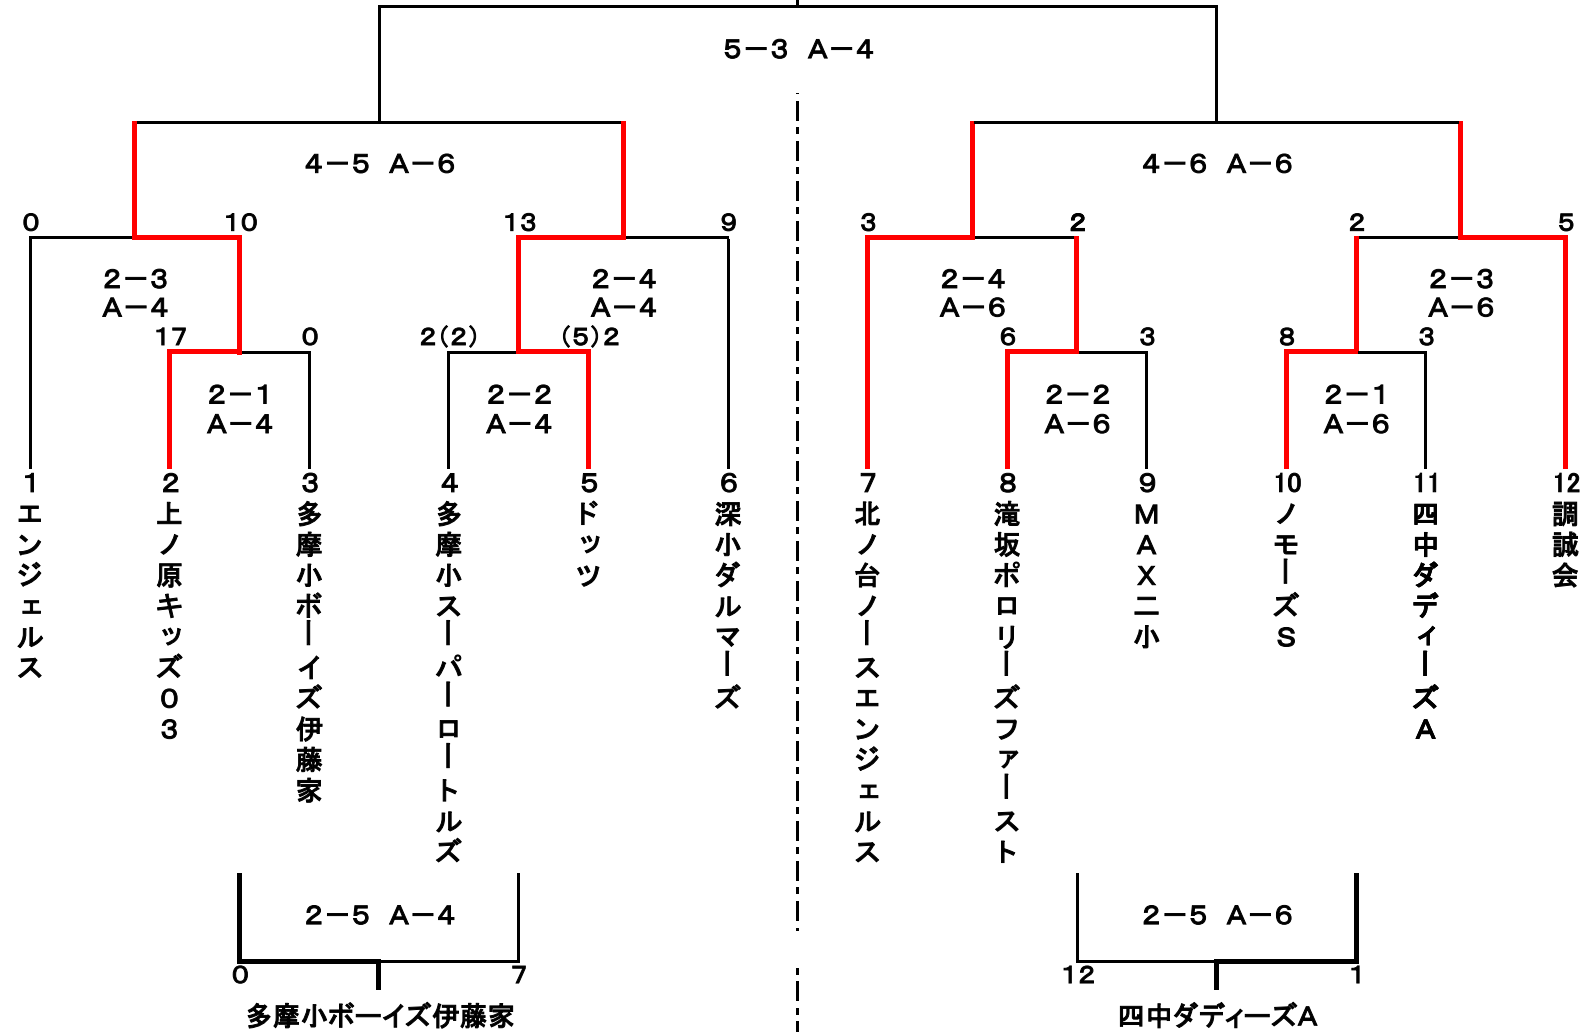 5－3 A－4
4－5 A－6
4－6 A－6
0 10 13 9 3 2 2 5
2－3 2－4 2－4 2－3
A－4 A－4 A－6 A－6
17 0 2(2) (5)2 6 3 8 3
2－1 2－2 2－2 2－1
A－4 A－4 A－6 A－6
1 エンジェルス
2 上ノ原キッズ03
3 多摩小ボーイズ伊藤家
4 多摩小スーパーロートルズ
5 ドッツ
6 深小ダルマーズ
7 北ノ台ノースエンジェルス
8 滝坂ポロリーズファースト
9 MAX二小
10 ノモーズS
11 四中ダディーズA
12 調誠会
2－5 A－4
2－5 A－6
0 7
12 1
多摩小ボーイズ伊藤家
四中ダディーズA